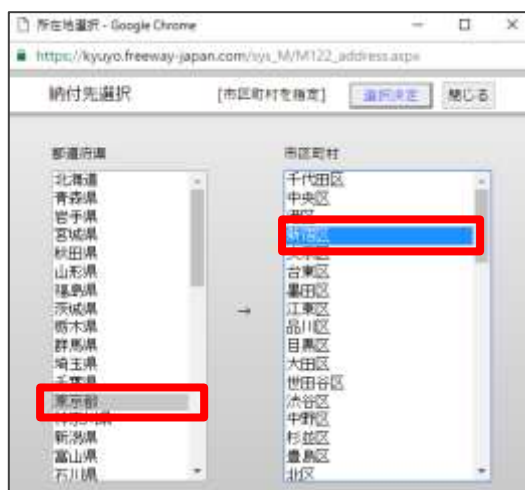 所在地選択 - Google Chrome
https://kyuyo.freeway-japan.com/sys_M/M122_address.aspx
納付先選択 [市区町村を指定] 選択決定 閉じる
都道府県
北海道
青森県
岩手県
宮城県
秋田県
山形県
福島県
茨城県
栃木県
群馬県
埼玉県
千葉県
東京都
神奈川県
新潟県
富山県
石川県
→
市区町村
千代田区
中央区
港区
新宿区
文京区
台東区
墨田区
江東区
品川区
目黒区
大田区
世田谷区
渋谷区
中野区
杉並区
豊島区
北区